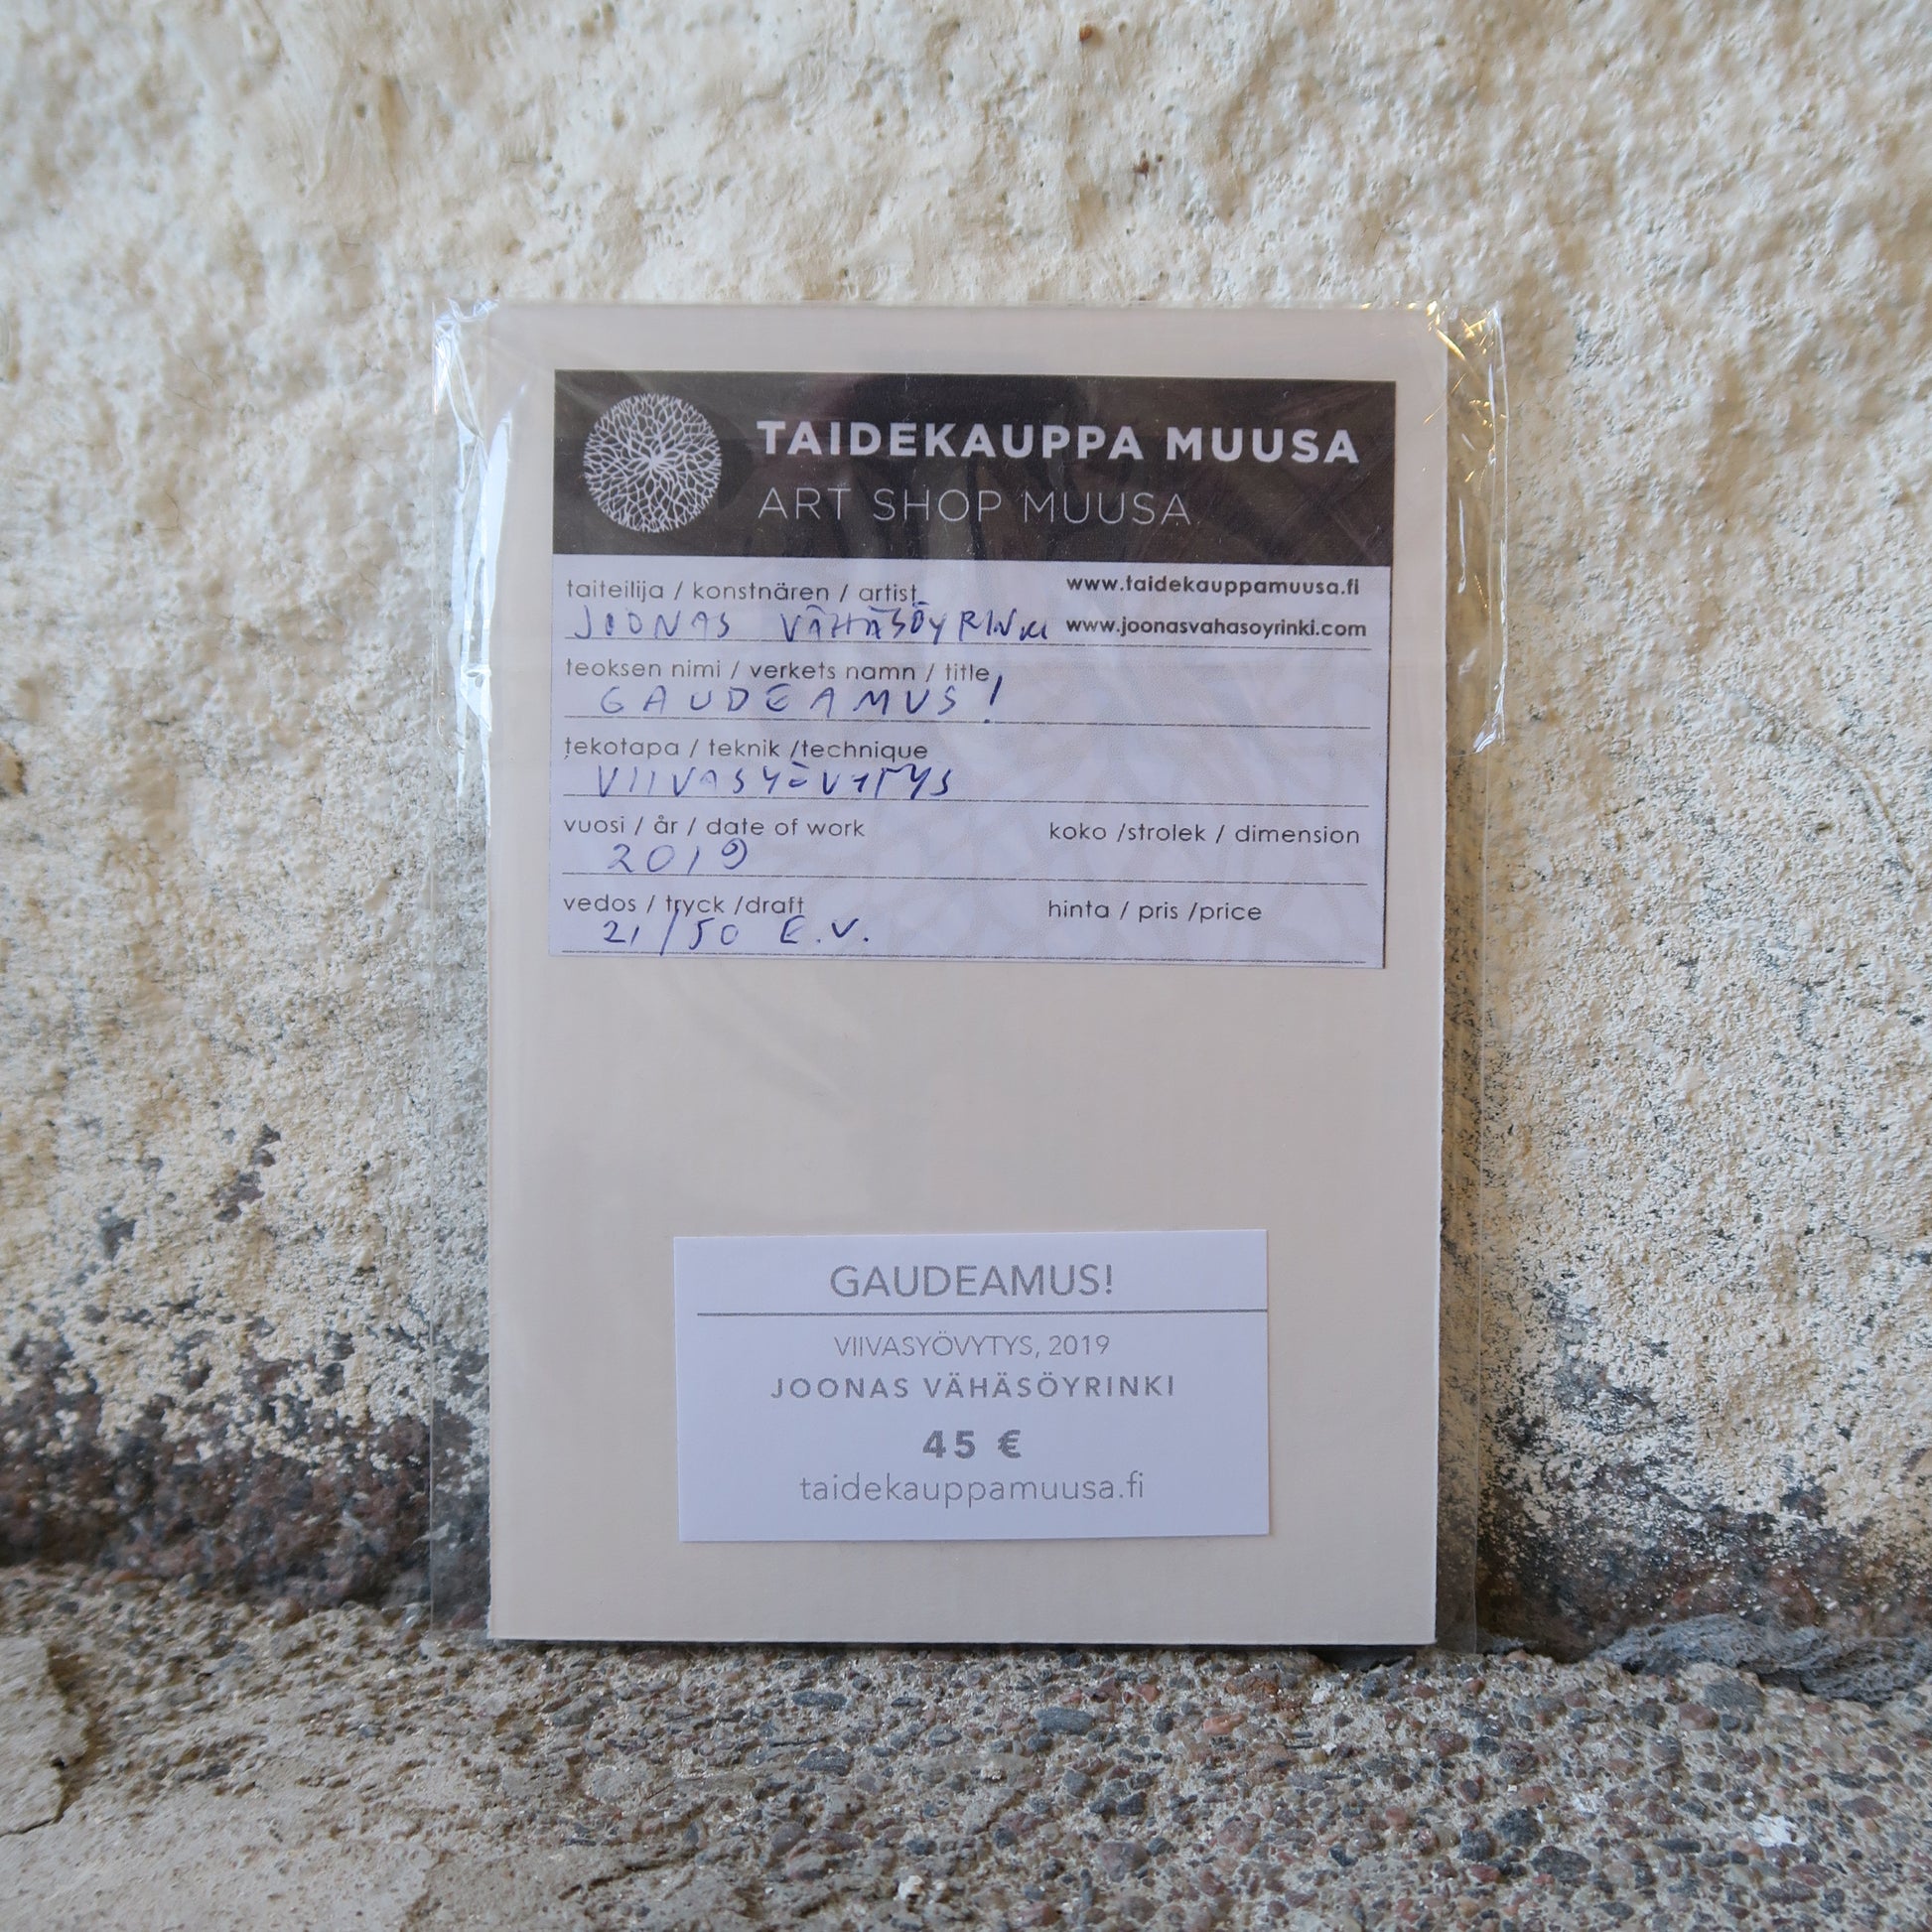 TAIDEKAUPPA MUUSA
ART SHOP MUUSA
taiteilija / konstnären / artist
www.taidekauppamuusa.fi
JOONAS VÄHÄSÖYRINKI
www.joonasvahasoyrinki.com
teoksen nimi / verkets namn / title
GAUDEAMUS!
tekotapa / teknik /technique
VIIVASYÖVYTYS
vuosi / år / date of work
koko /strolek / dimension
2019
vedos / tryck /draft
hinta / pris /price
21/50 E.V.
GAUDEAMUS!
VIIVASYÖVYTYS, 2019
JOONAS VÄHÄSÖYRINKI
45 €
taidekauppamuusa.fi